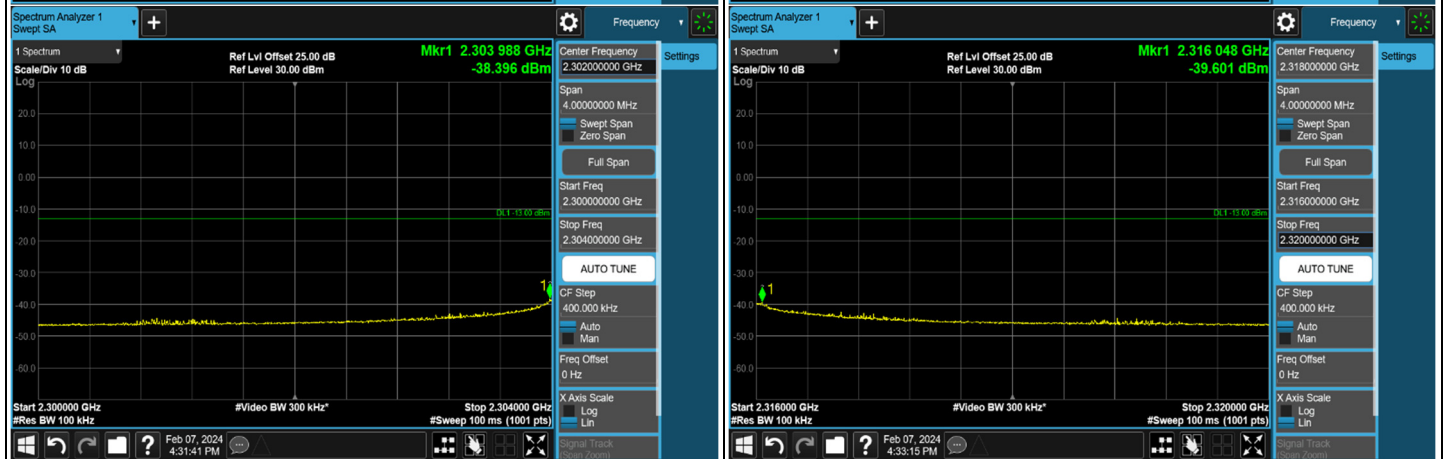 Spectrum Analyzer 1
Swept SA
+
Frequency
1 Spectrum
Scale/Div 10 dB
Log
Ref Lvl Offset 25.00 dB
Ref Level 30.00 dBm
Mkr1 2.303 988 GHz
-38.396 dBm
20.0
10.0
0.00
-10.0
-20.0
-30.0
-40.0
-50.0
-60.0
DL1 -13.00 dBm
1
Start 2.300000 GHz
#Res BW 100 kHz
#Video BW 300 kHz*
Stop 2.304000 GHz
#Sweep 100 ms (1001 pts)
Center Frequency
2.302000000 GHz
Settings
Span
4.00000000 MHz
Swept Span
Zero Span
Full Span
Start Freq
2.300000000 GHz
Stop Freq
2.304000000 GHz
AUTO TUNE
CF Step
400.000 kHz
Auto
Man
Freq Offset
0 Hz
X Axis Scale
Log
Lin
Signal Track
(Span Zoom)
?
Feb 07, 2024
4:31:41 PM
Spectrum Analyzer 1
Swept SA
+
Frequency
1 Spectrum
Scale/Div 10 dB
Log
Ref Lvl Offset 25.00 dB
Ref Level 30.00 dBm
Mkr1 2.316 048 GHz
-39.601 dBm
20.0
10.0
0.00
-10.0
-20.0
-30.0
-40.0
-50.0
-60.0
DL1 -13.00 dBm
1
Start 2.316000 GHz
#Res BW 100 kHz
#Video BW 300 kHz*
Stop 2.320000 GHz
#Sweep 100 ms (1001 pts)
Center Frequency
2.318000000 GHz
Settings
Span
4.00000000 MHz
Swept Span
Zero Span
Full Span
Start Freq
2.316000000 GHz
Stop Freq
2.320000000 GHz
AUTO TUNE
CF Step
400.000 kHz
Auto
Man
Freq Offset
0 Hz
X Axis Scale
Log
Lin
Signal Track
(Span Zoom)
?
Feb 07, 2024
4:33:15 PM